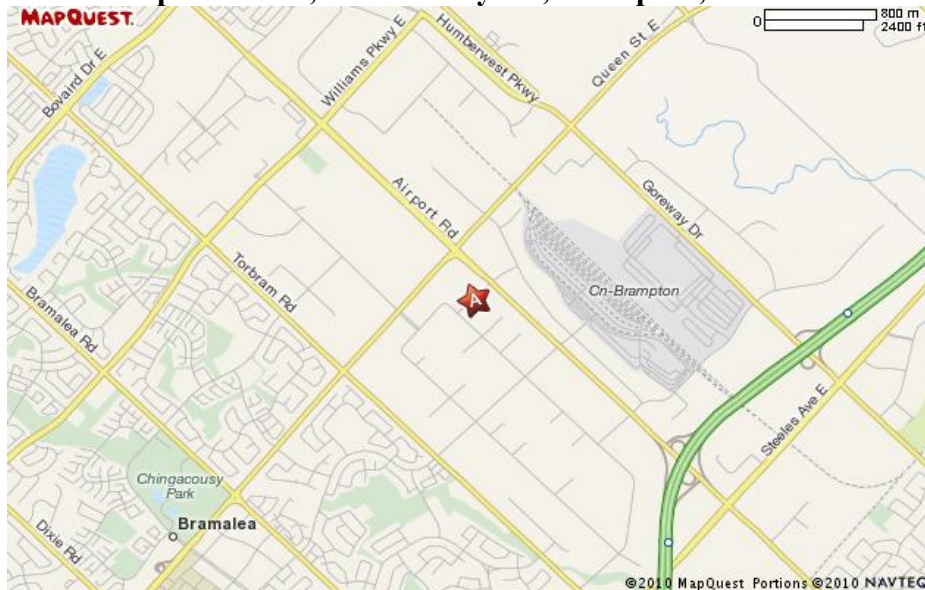 MAPQUEST.
800 m
0
2400 ft
Bovaird Dr E
Williams Pkwy E
Humberwest Pkwy
Queen St E
Airport Rd
Goreway Dr
Torbram Rd
Bramalea Rd
A
Cn-Brampton
Steeles Ave E
Chingacousy
Park
Bramalea
Dixie Rd
©2010 MapQuest Portions ©2010 NAVTEQ